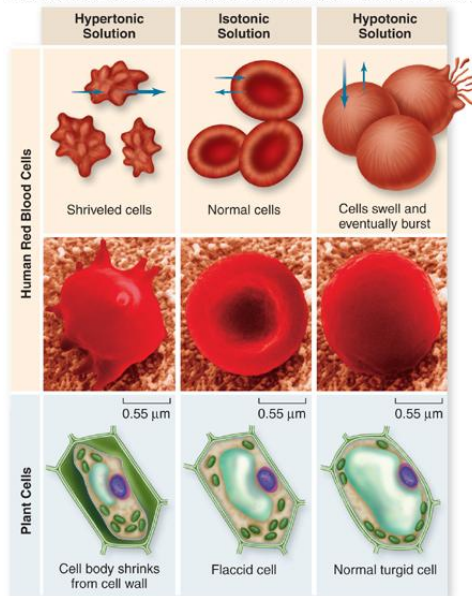 Hypertonic
Solution
Isotonic
Solution
Hypotonic
Solution
Human Red Blood Cells
Shriveled cells
Normal cells
Cells swell and
eventually burst
0.55 μm
0.55 μm
0.55 μm
Plant Cells
Cell body shrinks
from cell wall
Flaccid cell
Normal turgid cell